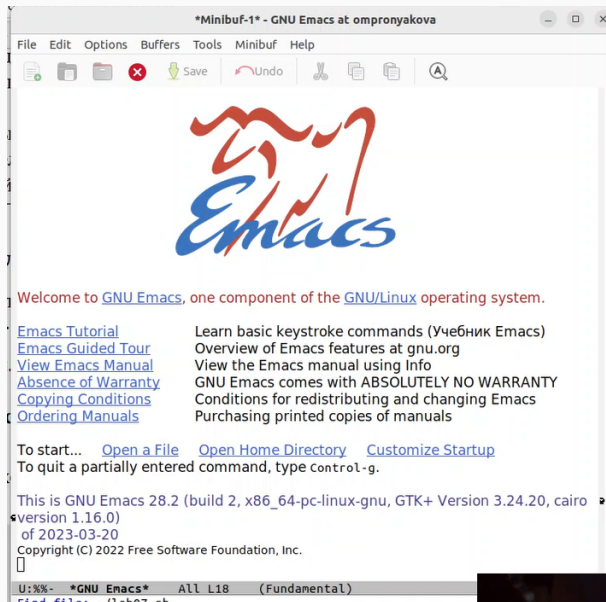 *Minibuf-1* - GNU Emacs at ompronyakova
File Edit Options Buffers Tools Minibuf Help
Save Undo
Emacs
Welcome to GNU Emacs, one component of the GNU/Linux operating system.
Emacs Tutorial Learn basic keystroke commands (Учебник Emacs)
Emacs Guided Tour Overview of Emacs features at gnu.org
View Emacs Manual View the Emacs manual using Info
Absence of Warranty GNU Emacs comes with ABSOLUTELY NO WARRANTY
Copying Conditions Conditions for redistributing and changing Emacs
Ordering Manuals Purchasing printed copies of manuals
To start... Open a File Open Home Directory Customize Startup
To quit a partially entered command, type Control-g.
This is GNU Emacs 28.2 (build 2, x86_64-pc-linux-gnu, GTK+ Version 3.24.20, cairo
version 1.16.0)
of 2023-03-20
Copyright (C) 2022 Free Software Foundation, Inc.
U:%%- *GNU Emacs* All L18 (Fundamental)
Find file: